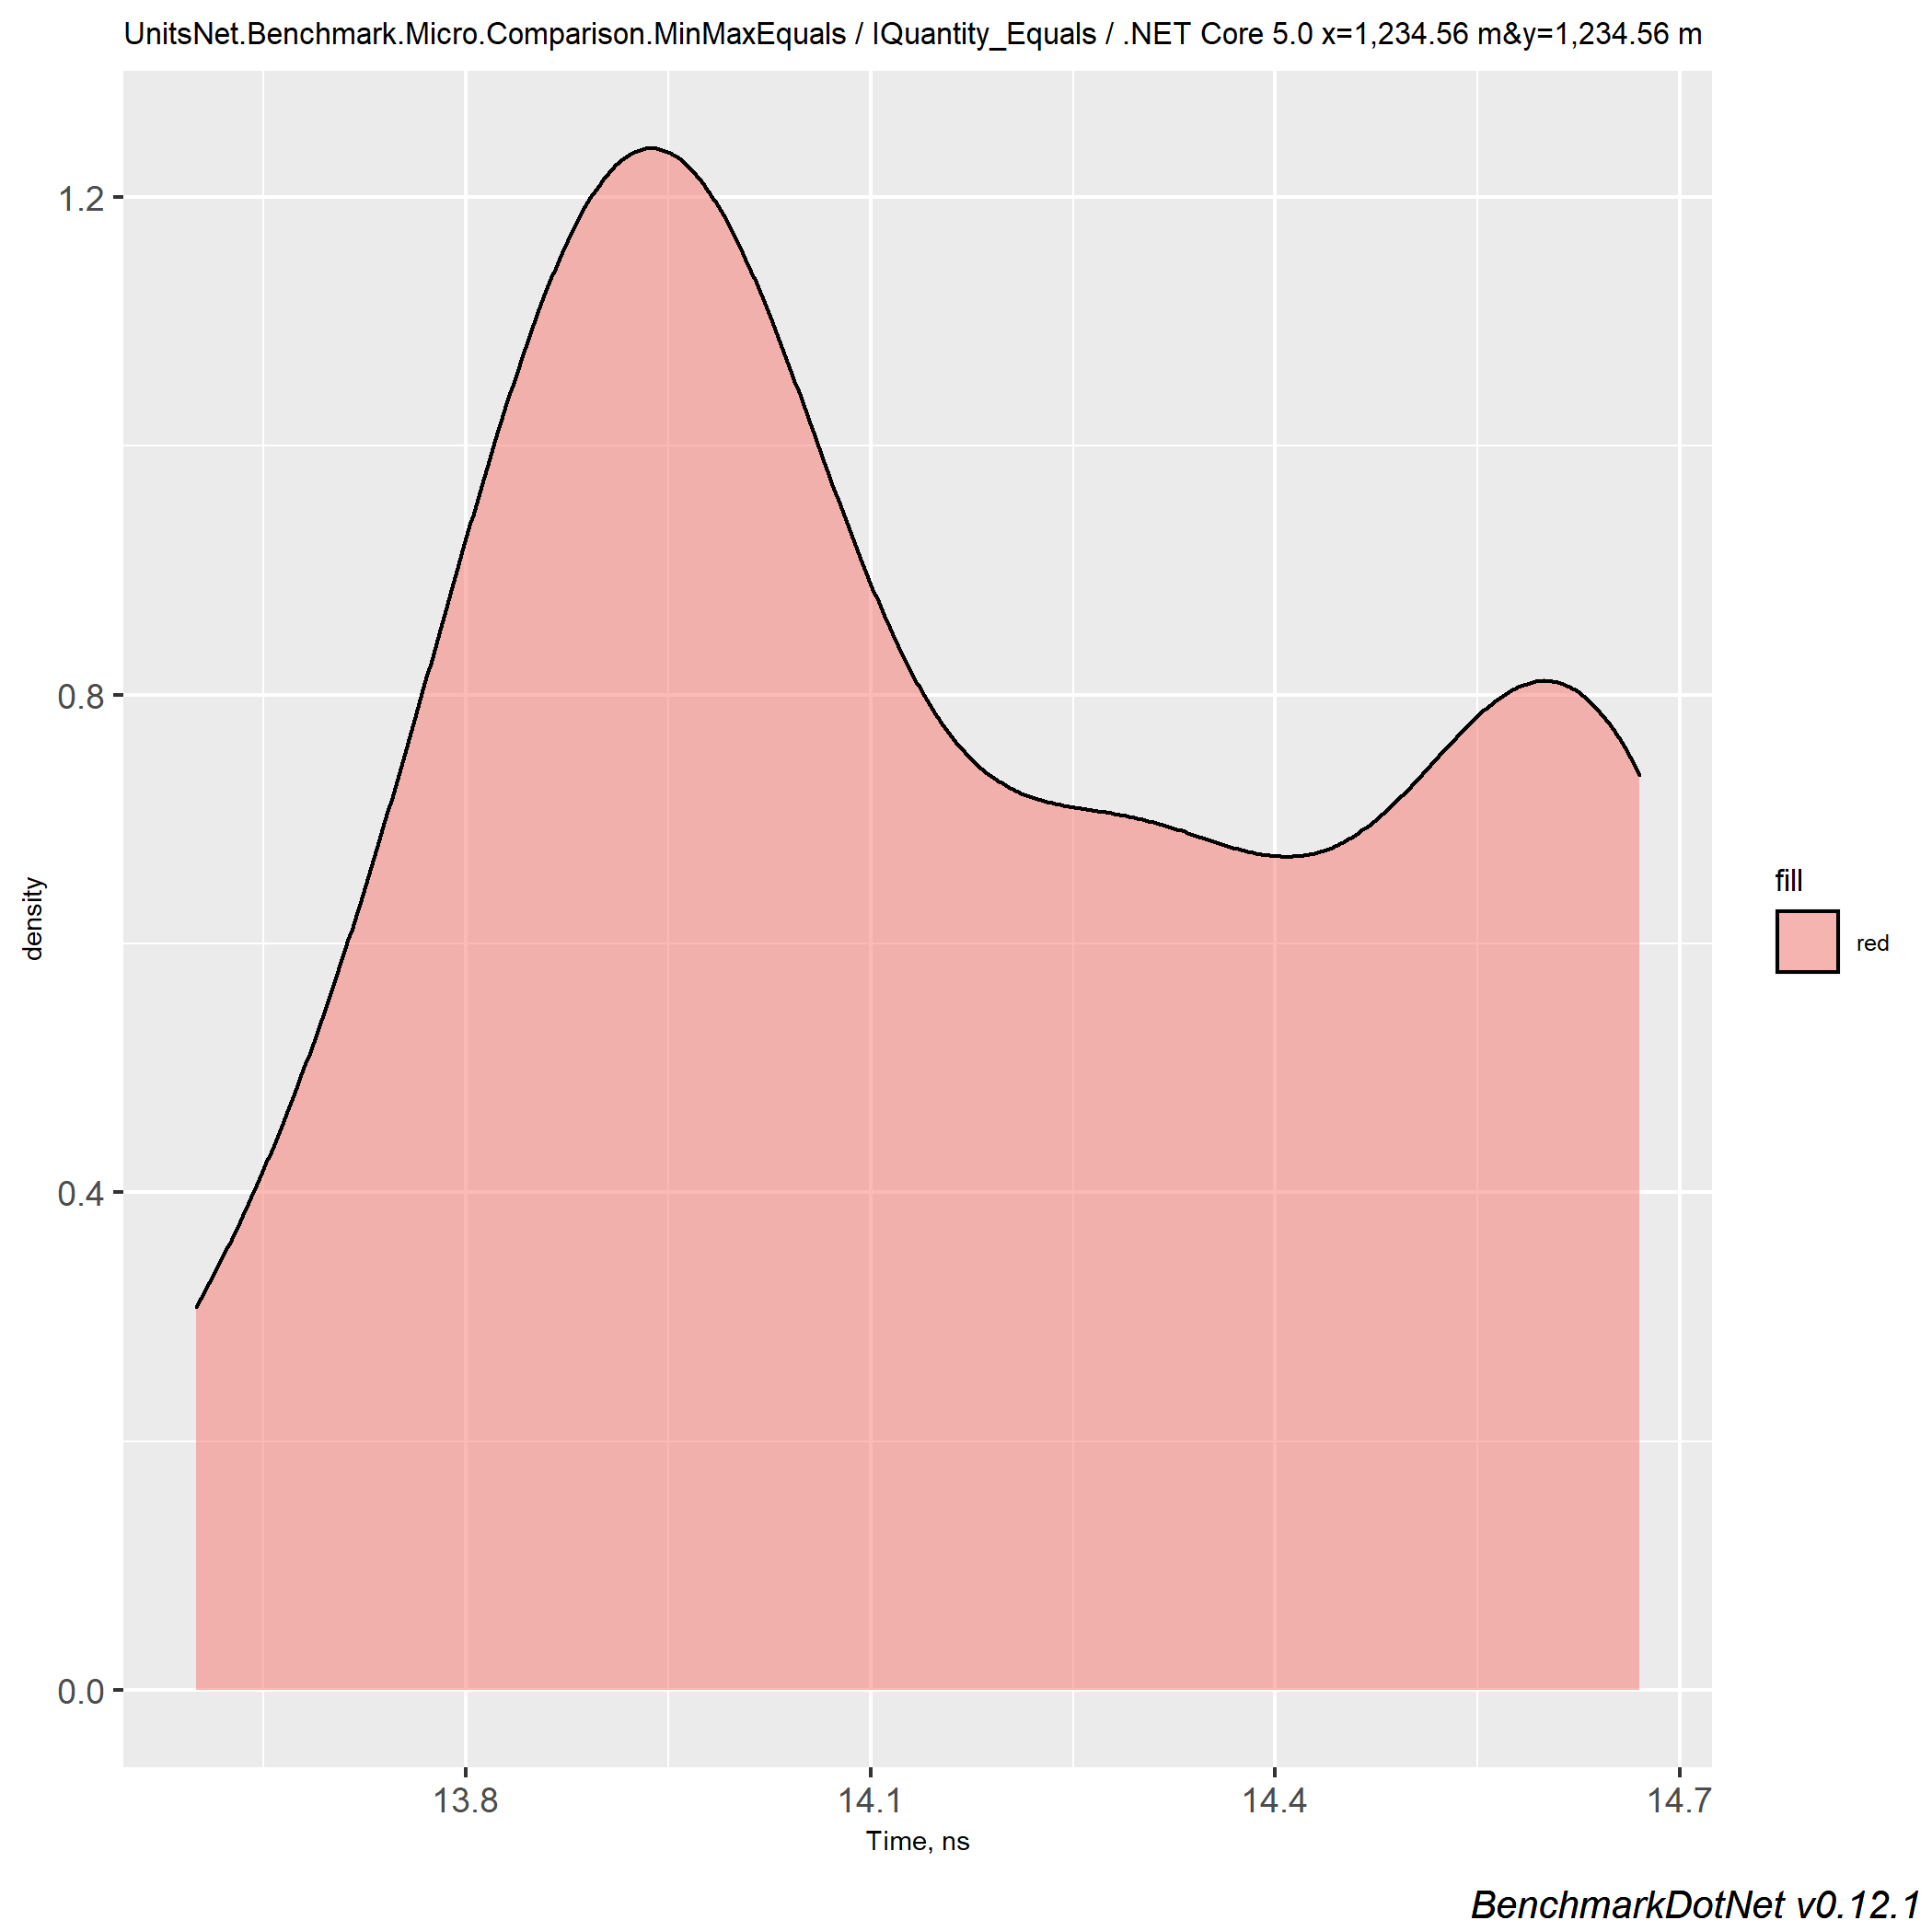 UnitsNet.Benchmark.Micro.Comparison.MinMaxEquals / IQuantity_Equals / .NET Core 5.0 x=1,234.56 m&y=1,234.56 m
1.2
0.8
0.4
0.0
density
13.8 14.1 14.4 14.7
Time, ns
fill
red
BenchmarkDotNet v0.12.1